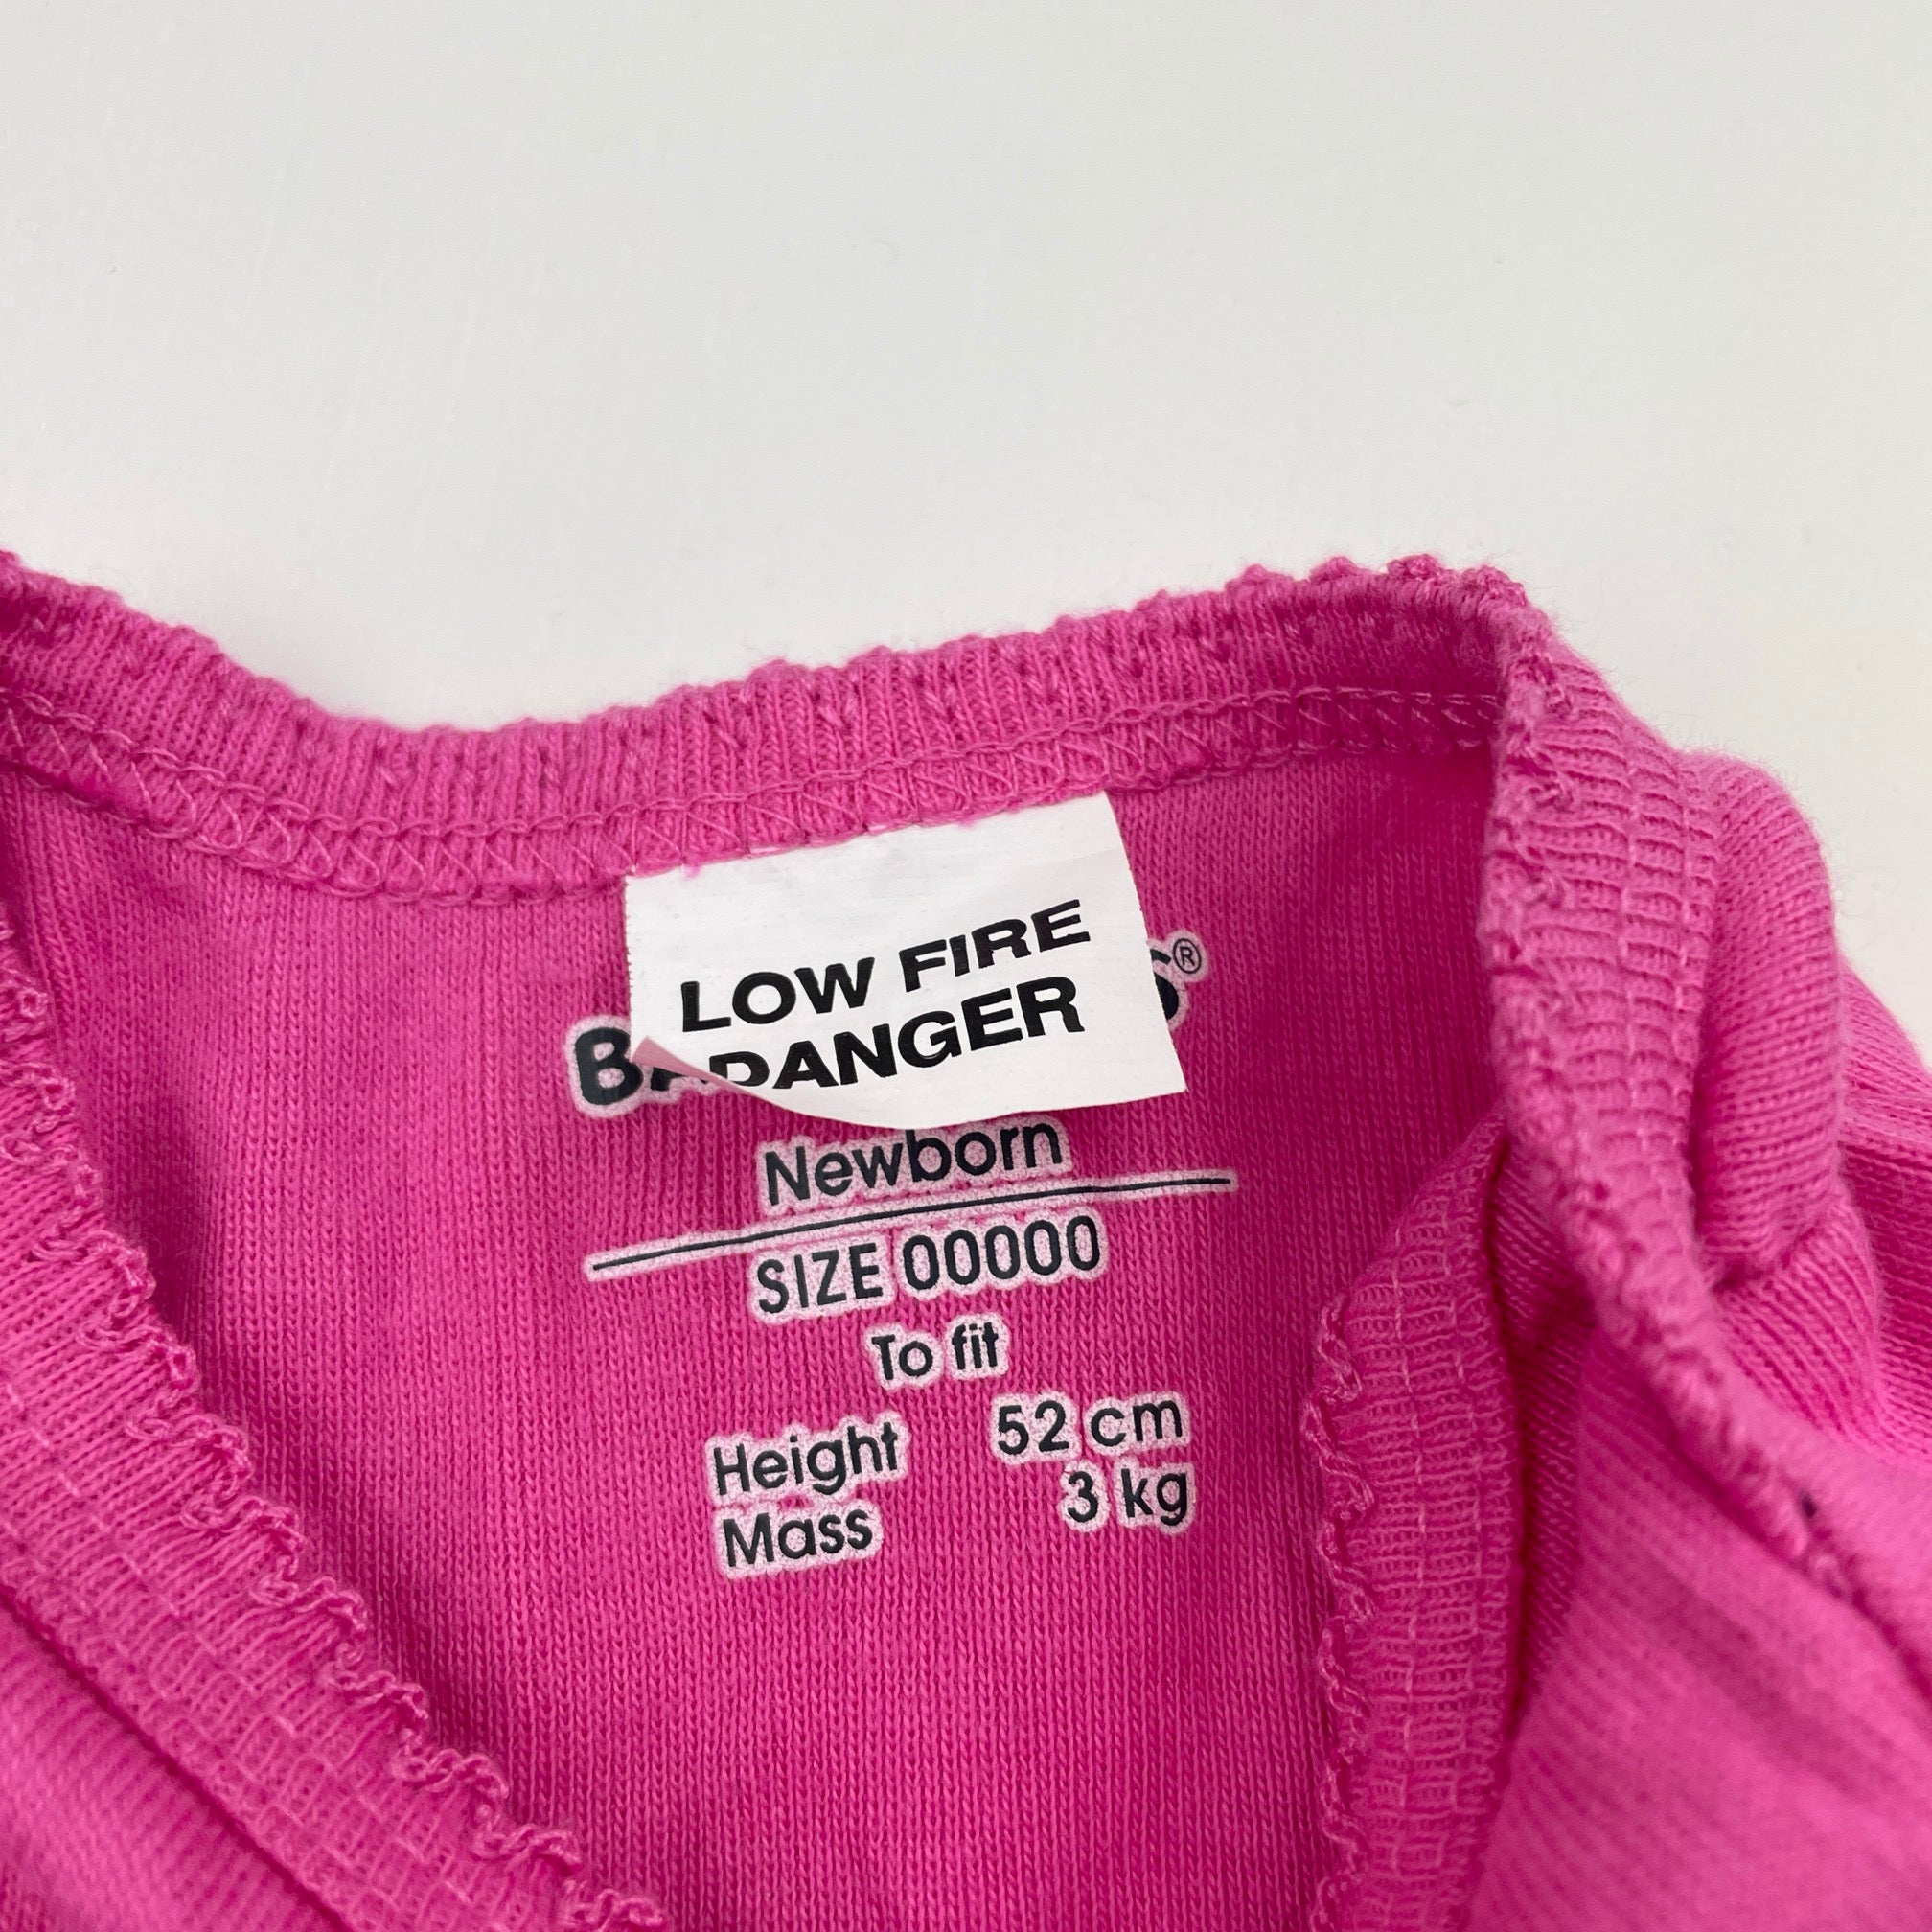 LOW FIRE
DANGER
®
Newborn
SIZE 00000
To fit
Height 52 cm
Mass 3 kg